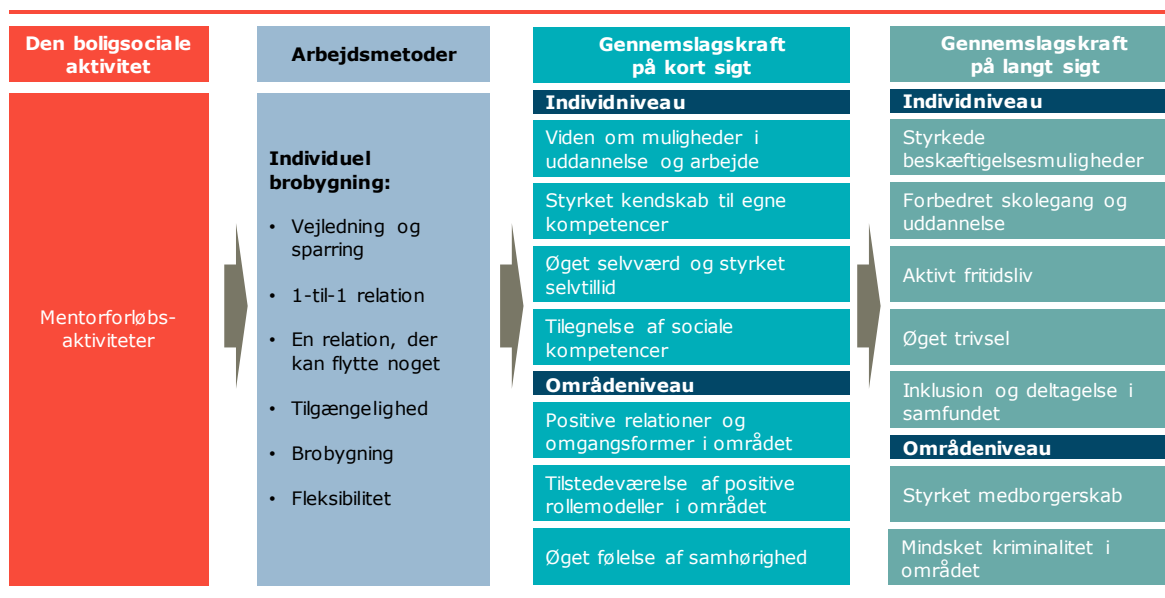 Den boligsociale
aktivitet
Mentorforløbs-
aktiviteter
Arbejdsmetoder
Individuel
brobygning:
• Vejledning og
sparring
• 1-til-1 relation
• En relation, der
kan flytte noget
• Tilgængelighed
• Brobygning
• Fleksibilitet
Gennemslagskraft
på kort sigt
Individniveau
Viden om muligheder i
uddannelse og arbejde
Styrket kendskab til egne
kompetencer
Øget selvværd og styrket
selvtillid
Tilegnelse af sociale
kompetencer
Områdeniveau
Positive relationer og
omgangsformer i området
Tilstedeværelse af positive
rollemodeller i området
Øget følelse af samhørighed
Gennemslagskraft
på langt sigt
Individniveau
Styrkede
beskæftigelsesmuligheder
Forbedret skolegang og
uddannelse
Aktivt fritidsliv
Øget trivsel
Inklusion og deltagelse i
samfundet
Områdeniveau
Styrket medborgerskab
Mindsket kriminalitet i
området